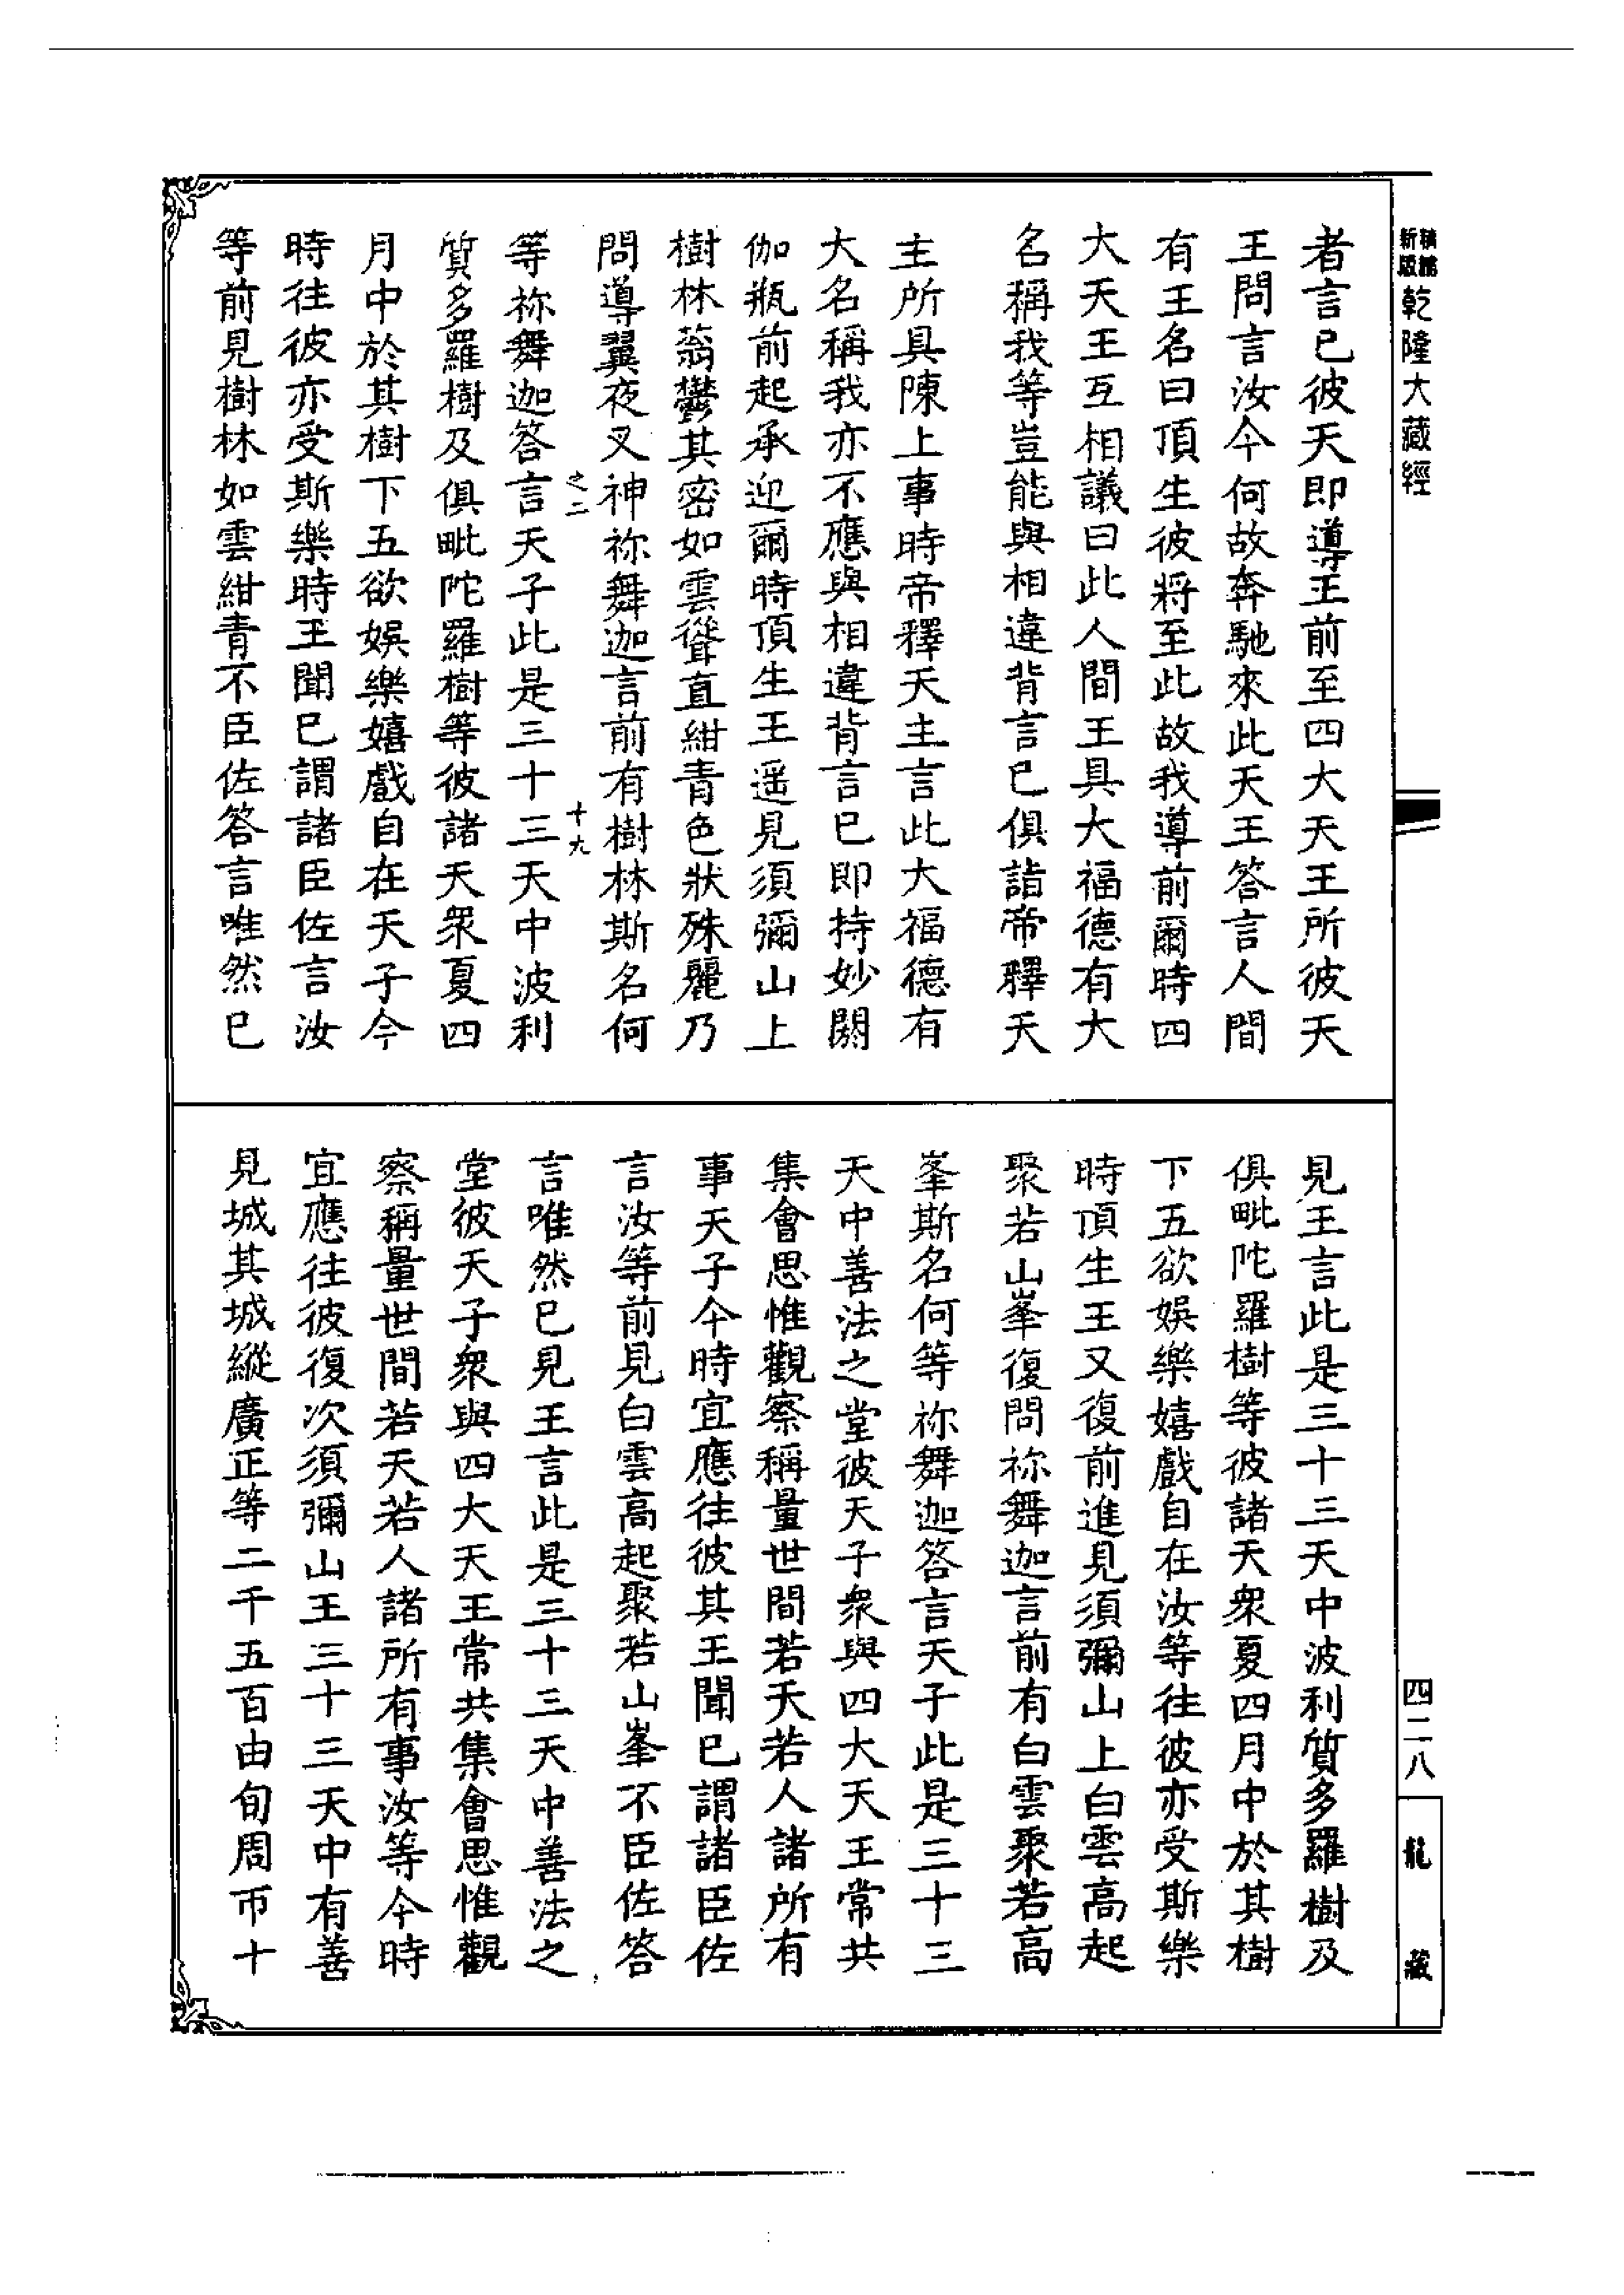 新版精縮乾隆大藏經
四二八
龍藏
者言已彼天即導王前至四大天王所彼天
王問言汝今何故奔馳來此天王答言人間
有王名曰頂生彼將至此故我導前爾時四
大天王互相議曰此人間王具大福德有大
名稱我等豈能與相違背言已俱詣帝釋天
主所具陳上事時帝釋天主言此大福德有
大名稱我亦不應與相違背言已即持妙閼
伽瓶前起承迎爾時頂生王遥見須彌山上
樹林蓊鬱其密如雲聳直紺青色狀殊麗乃
問導翼夜叉神祢舞迦言前有樹林斯名何
之二 十九
等祢舞迦答言天子此是三十三天中波利
質多羅樹及俱毗陀羅樹等彼諸天衆夏四
月中於其樹下五欲娛樂嬉戲自在天子今
時往彼亦受斯樂時王聞已謂諸臣佐言汝
等前見樹林如雲紺青不臣佐答言唯然已
見王言此是三十三天中波利質多羅樹及
俱毗陀羅樹等彼諸天衆夏四月中於其樹
下五欲娛樂嬉戲自在汝等往彼亦受斯樂
時頂生王又復前進見須彌山上白雲高起
聚若山峯復問祢舞迦言前有白雲聚若高
峯斯名何等祢舞迦答言天子此是三十三
天中善法之堂彼天子衆與四大天王常共
集會思惟觀察稱量世間若天若人諸所有
事天子今時宜應往彼其王聞已謂諸臣佐
言汝等前見白雲高起聚若山峯不臣佐答
言唯然已見王言此是三十三天中善法之
堂彼天子衆與四大天王常共集會思惟觀
察稱量世間若天若人諸所有事汝等今時
宜應往彼復次須彌山王三十三天中有善
見城其城縱廣正等二千五百由旬周帀十